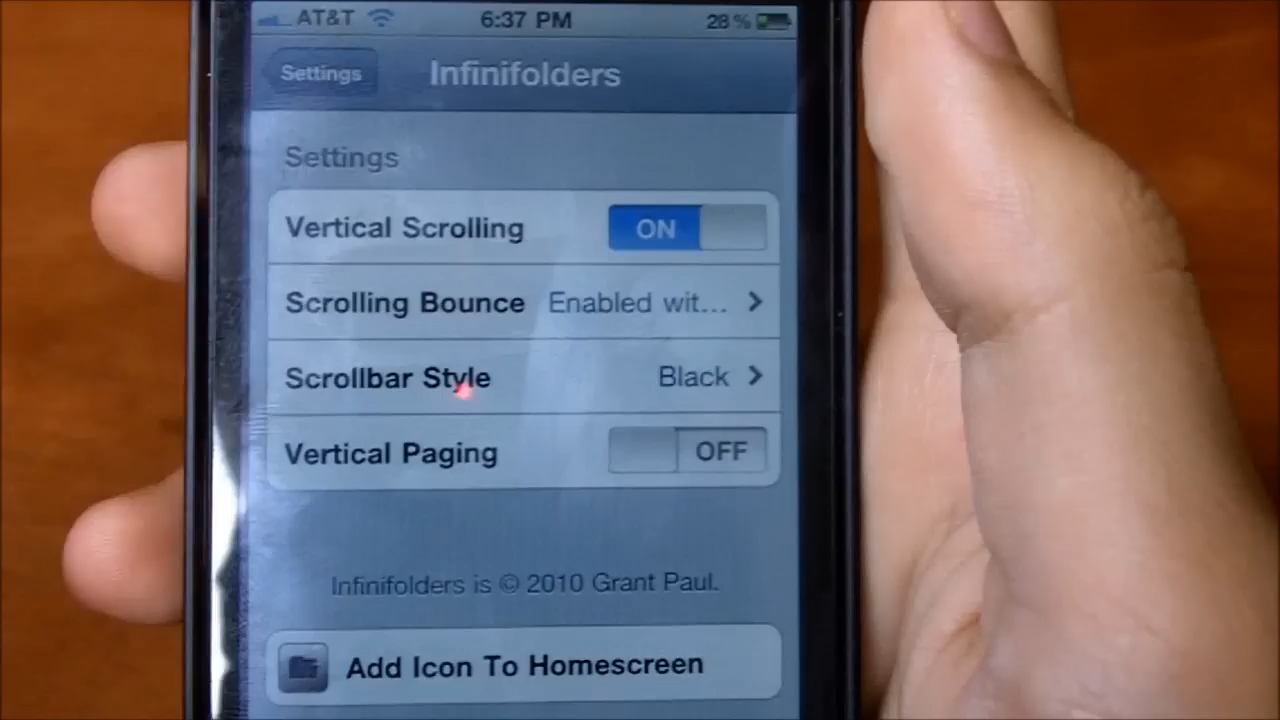 AT&T 6:37 PM 28%
Settings Infinifolders
Settings
Vertical Scrolling ON
Scrolling Bounce Enabled wit...
Scrollbar Style Black
Vertical Paging OFF
Infinifolders is © 2010 Grant Paul.
Add Icon To Homescreen